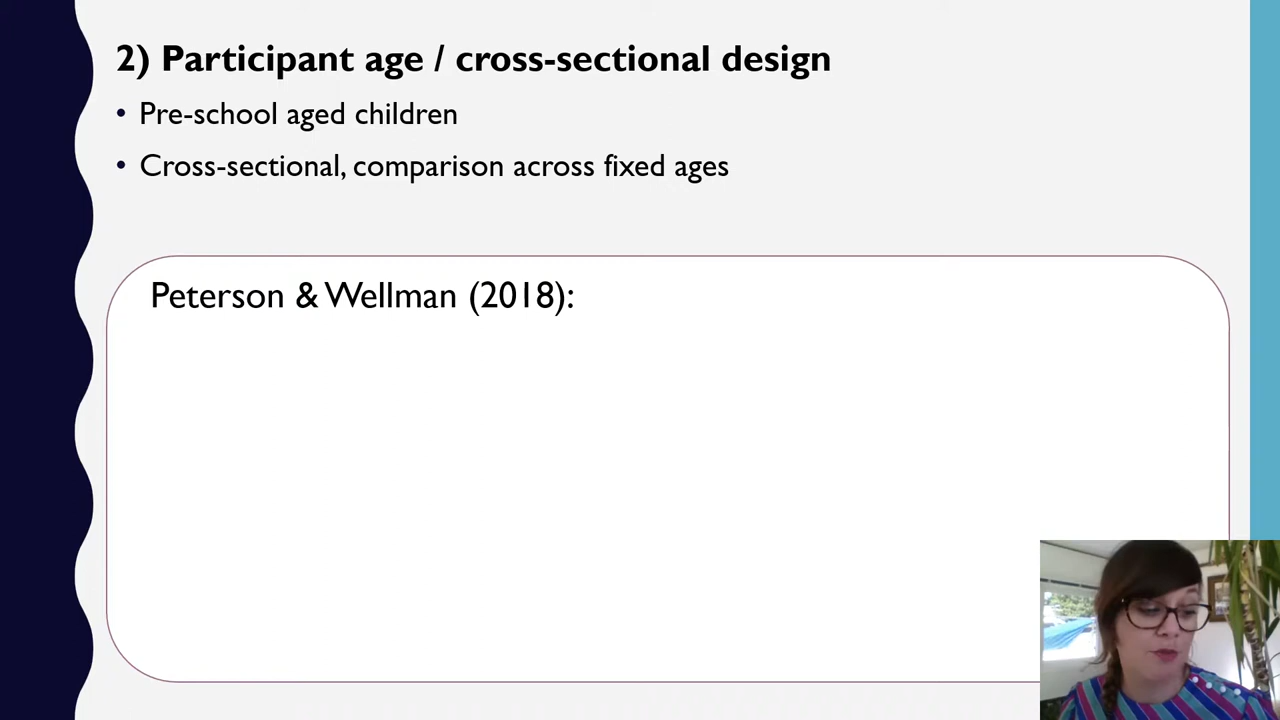 2) Participant age / cross-sectional design
• Pre-school aged children
• Cross-sectional, comparison across fixed ages
Peterson & Wellman (2018):